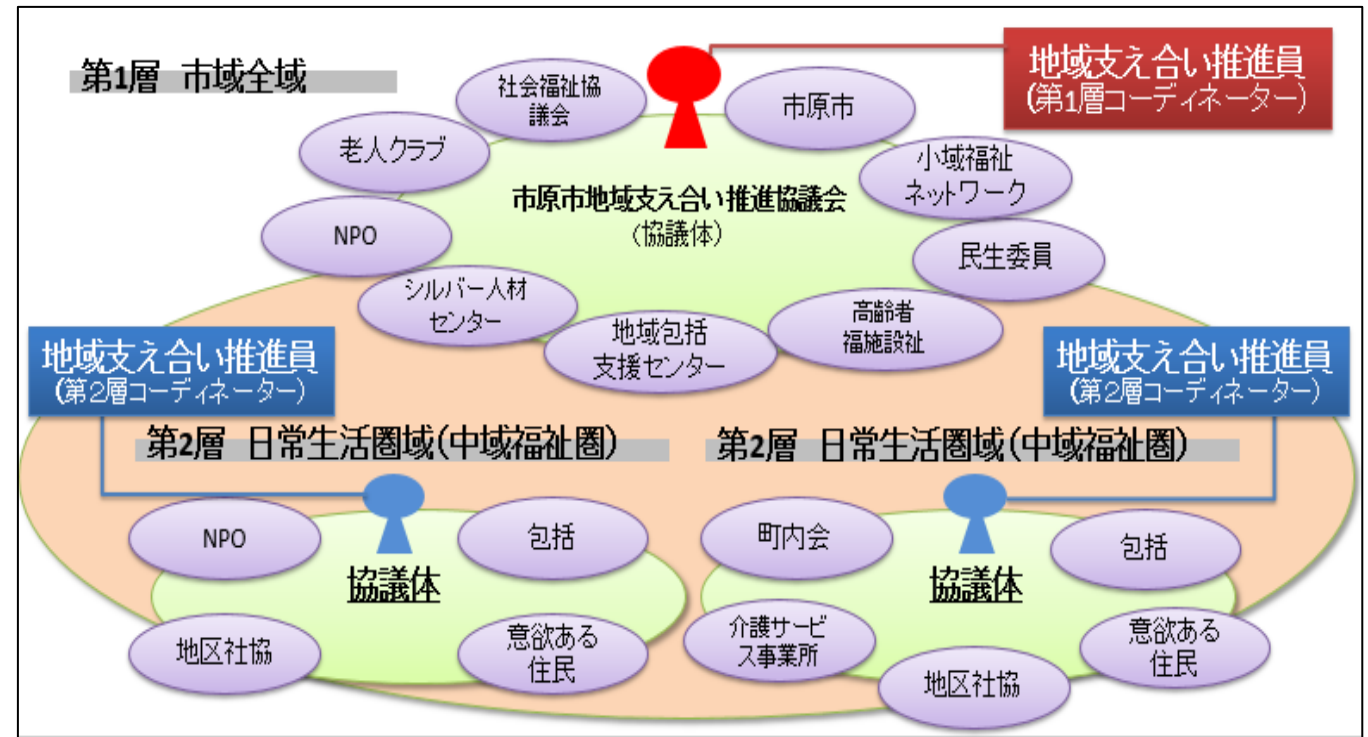 第1層 市域全域
地域支え合い推進員
(第1層コーディネーター)
社会福祉協
議会
市原市
老人クラブ
小域福祉
ネットワーク
市原市地域支え合い推進協議会
(協議体)
NPO
民生委員
シルバー人材
センター
高齢者
福施設祉
地域包括
支援センター
地域支え合い推進員
(第2層コーディネーター)
地域支え合い推進員
(第2層コーディネーター)
第2層 日常生活圏域(中域福祉圏)
第2層 日常生活圏域(中域福祉圏)
NPO
包括
協議体
地区社協
意欲ある
住民
町内会
包括
協議体
介護サービ
ス事業所
意欲ある
住民
地区社協